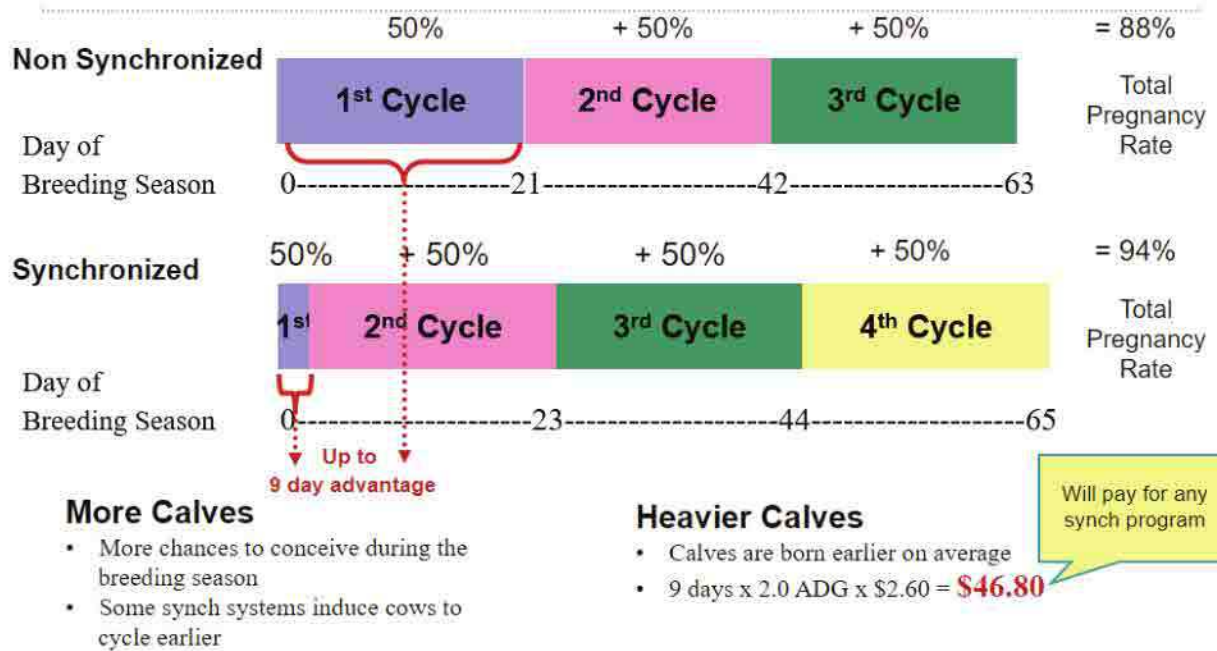 50% + 50% + 50% = 88%
Non Synchronized
1st Cycle 2nd Cycle 3rd Cycle
Total
Pregnancy
Rate
Day of
Breeding Season 0-----------------------21-----------------------42---------------------63
50% + 50% + 50% + 50% = 94%
Synchronized
1st 2nd Cycle 3rd Cycle 4th Cycle
Total
Pregnancy
Rate
Day of
Breeding Season 0-----------------------23-----------------------44---------------------65
Up to
9 day advantage
More Calves
• More chances to conceive during the
breeding season
• Some synch systems induce cows to
cycle earlier
Heavier Calves
• Calves are born earlier on average
• 9 days x 2.0 ADG x $2.60 = $46.80
Will pay for any
synch program